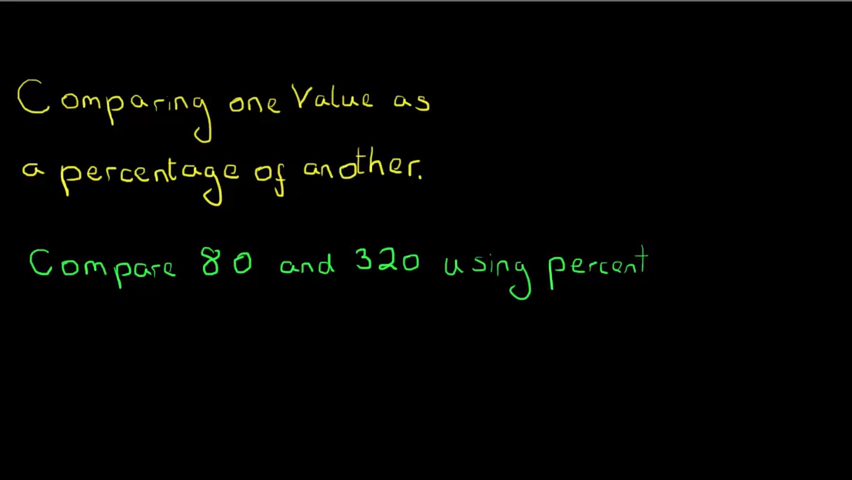 Comparing one Value as
a percentage of another.
Compare 80 and 320 using percent